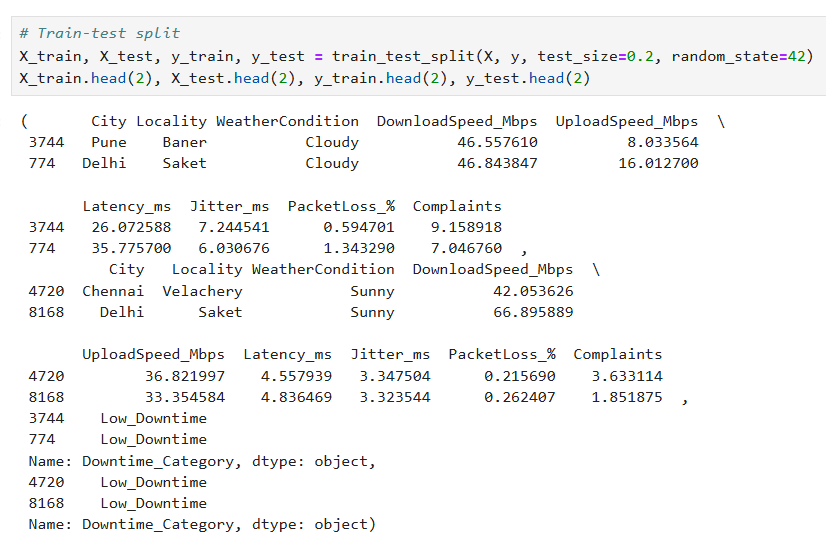 # Train-test split
X_train, X_test, y_train, y_test = train_test_split(X, y, test_size=0.2, random_state=42)
X_train.head(2), X_test.head(2), y_train.head(2), y_test.head(2)
(       City Locality WeatherCondition  DownloadSpeed_Mbps  UploadSpeed_Mbps  \
 3744   Pune    Baner           Cloudy           46.557610          8.033564
 774   Delhi    Saket           Cloudy           46.843847         16.012700
       Latency_ms  Jitter_ms  PacketLoss_%  Complaints
 3744   26.072588   7.244541      0.594701    9.158918
 774    35.775700   6.030676      1.343290    7.046760  ,
          City   Locality WeatherCondition  DownloadSpeed_Mbps  \
 4720  Chennai  Velachery            Sunny           42.053626
 8168    Delhi      Saket            Sunny           66.895889
       UploadSpeed_Mbps  Latency_ms  Jitter_ms  PacketLoss_%  Complaints
 4720         36.821997    4.557939   3.347504      0.215690    3.633114
 8168         33.354584    4.836469   3.323544      0.262407    1.851875  ,
 3744    Low_Downtime
 774     Low_Downtime
 Name: Downtime_Category, dtype: object,
 4720    Low_Downtime
 8168    Low_Downtime
 Name: Downtime_Category, dtype: object)